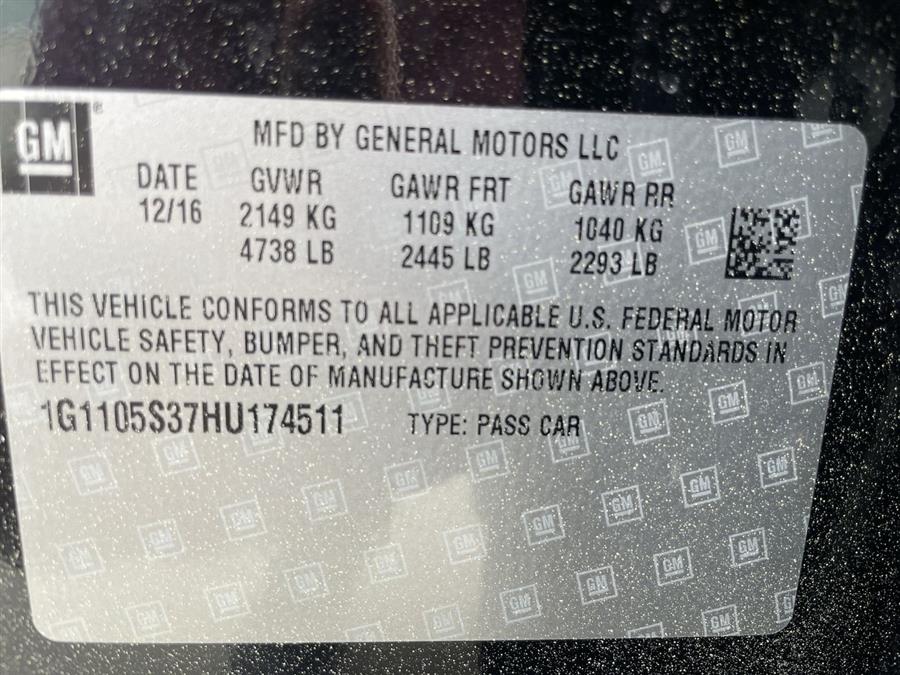 GM
MFD BY GENERAL MOTORS LLC
DATE GVWR GAWR FRT GAWR RR
12/16 2149 KG 1109 KG 1040 KG
4738 LB 2445 LB 2293 LB
THIS VEHICLE CONFORMS TO ALL APPLICABLE U.S. FEDERAL MOTOR
VEHICLE SAFETY, BUMPER, AND THEFT PREVENTION STANDARDS IN
EFFECT ON THE DATE OF MANUFACTURE SHOWN ABOVE.
1G1105S37HU174511 TYPE: PASS CAR